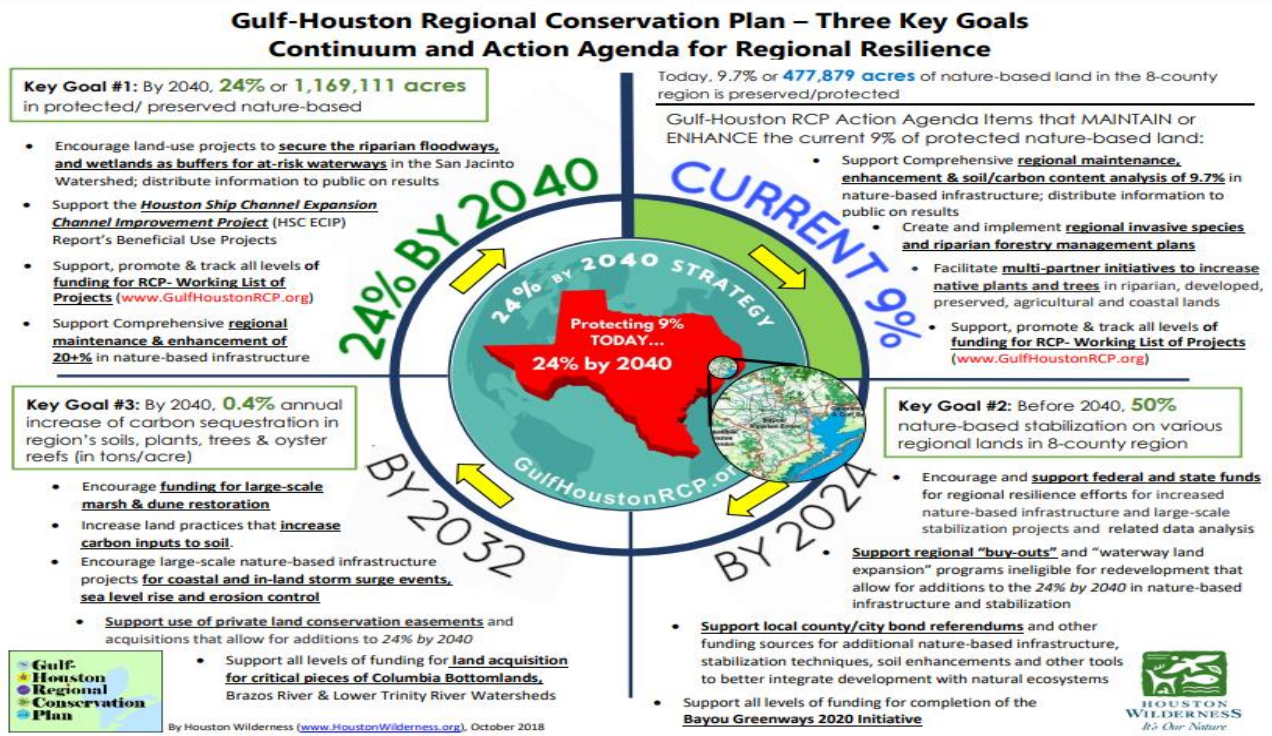 Gulf-Houston Regional Conservation Plan – Three Key Goals
Continuum and Action Agenda for Regional Resilience
Key Goal #1: By 2040, 24% or 1,169,111 acres
in protected/ preserved nature-based
• Encourage land-use projects to secure the riparian floodways,
and wetlands as buffers for at-risk waterways in the San Jacinto
Watershed; distribute information to public on results
• Support the Houston Ship Channel Expansion
Channel Improvement Project (HSC ECIP)
Report's Beneficial Use Projects
• Support, promote & track all levels of
funding for RCP- Working List of
Projects (www.GulfHoustonRCP.org)
• Support Comprehensive regional
maintenance & enhancement of
20+% in nature-based infrastructure
24% BY 2040
Today, 9.7% or 477,879 acres of nature-based land in the 8-county
region is preserved/protected
Gulf-Houston RCP Action Agenda Items that MAINTAIN or
ENHANCE the current 9% of protected nature-based land:
• Support Comprehensive regional maintenance,
enhancement & soil/carbon content analysis of 9.7% in
nature-based infrastructure; distribute information to
public on results
• Create and implement regional invasive species
and riparian forestry management plans
• Facilitate multi-partner initiatives to increase
native plants and trees in riparian, developed,
preserved, agricultural and coastal lands
• Support, promote & track all levels of
funding for RCP- Working List of Projects
(www.GulfHoustonRCP.org)
CURRENT 9%
24% BY 2040 STRATEGY
Protecting 9%
TODAY...
24% by 2040
GulfHoustonRCP.or
Key Goal #2: Before 2040, 50%
nature-based stabilization on various
regional lands in 8-county region
• Encourage and support federal and state funds
for regional resilience efforts for increased
nature-based infrastructure and large-scale
stabilization projects and related data analysis
• Support regional "buy-outs" and "waterway land
expansion" programs ineligible for redevelopment that
allow for additions to the 24% by 2040 in nature-based
infrastructure and stabilization
• Support local county/city bond referendums and other
funding sources for additional nature-based infrastructure,
stabilization techniques, soil enhancements and other tools
to better integrate development with natural ecosystems
• Support all levels of funding for completion of the
Bayou Greenways 2020 Initiative
BY 2024
Key Goal #3: By 2040, 0.4% annual
increase of carbon sequestration in
region's soils, plants, trees & oyster
reefs (in tons/acre)
• Encourage funding for large-scale
marsh & dune restoration
• Increase land practices that increase
carbon inputs to soil.
• Encourage large-scale nature-based infrastructure
projects for coastal and in-land storm surge events,
sea level rise and erosion control
• Support use of private land conservation easements and
acquisitions that allow for additions to 24% by 2040
• Support all levels of funding for land acquisition
for critical pieces of Columbia Bottomlands,
Brazos River & Lower Trinity River Watersheds
BY 2032
Gulf-
Houston
Regional
Conservation
Plan
By Houston Wilderness (www.HoustonWilderness.org), October 2018
HOUSTON
WILDERNESS
It's Our Nature